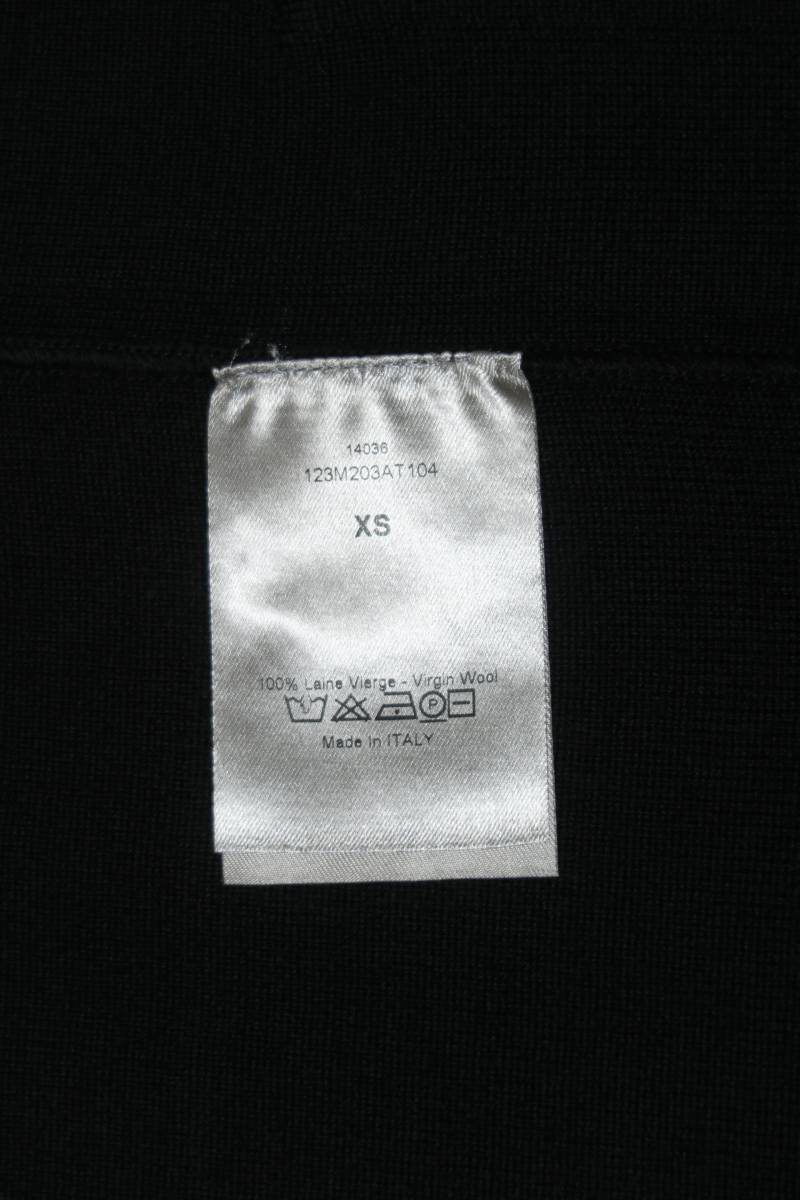 14036
123M203AT104
XS
100% Laine Vierge - Virgin Wool
P
Made in ITALY